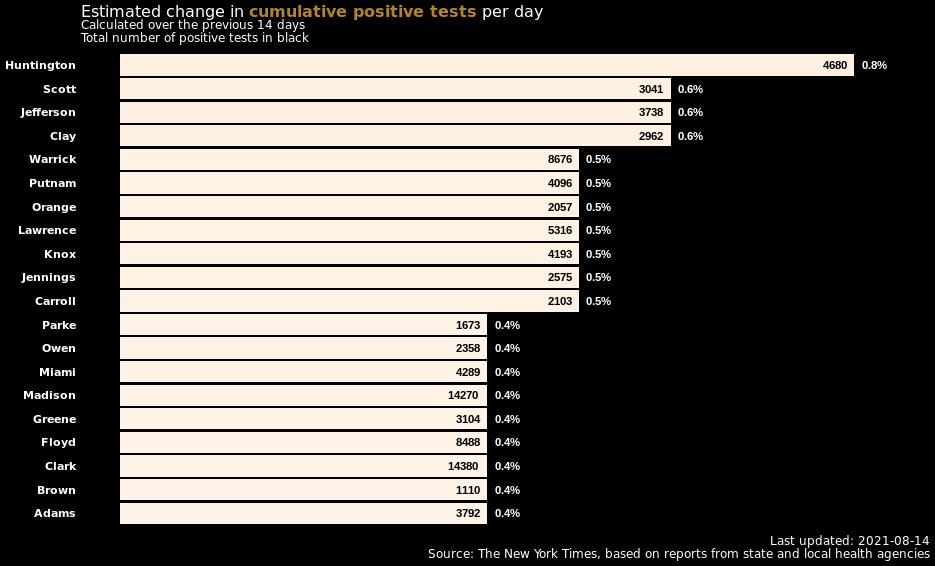 Estimated change in cumulative positive tests per day
Calculated over the previous 14 days
Total number of positive tests in black
Huntington 4680 0.8%
Scott 3041 0.6%
Jefferson 3738 0.6%
Clay 2962 0.6%
Warrick 8676 0.5%
Putnam 4096 0.5%
Orange 2057 0.5%
Lawrence 5316 0.5%
Knox 4193 0.5%
Jennings 2575 0.5%
Carroll 2103 0.5%
Parke 1673 0.4%
Owen 2358 0.4%
Miami 4289 0.4%
Madison 14270 0.4%
Greene 3104 0.4%
Floyd 8488 0.4%
Clark 14380 0.4%
Brown 1110 0.4%
Adams 3792 0.4%
Last updated: 2021-08-14
Source: The New York Times, based on reports from state and local health agencies